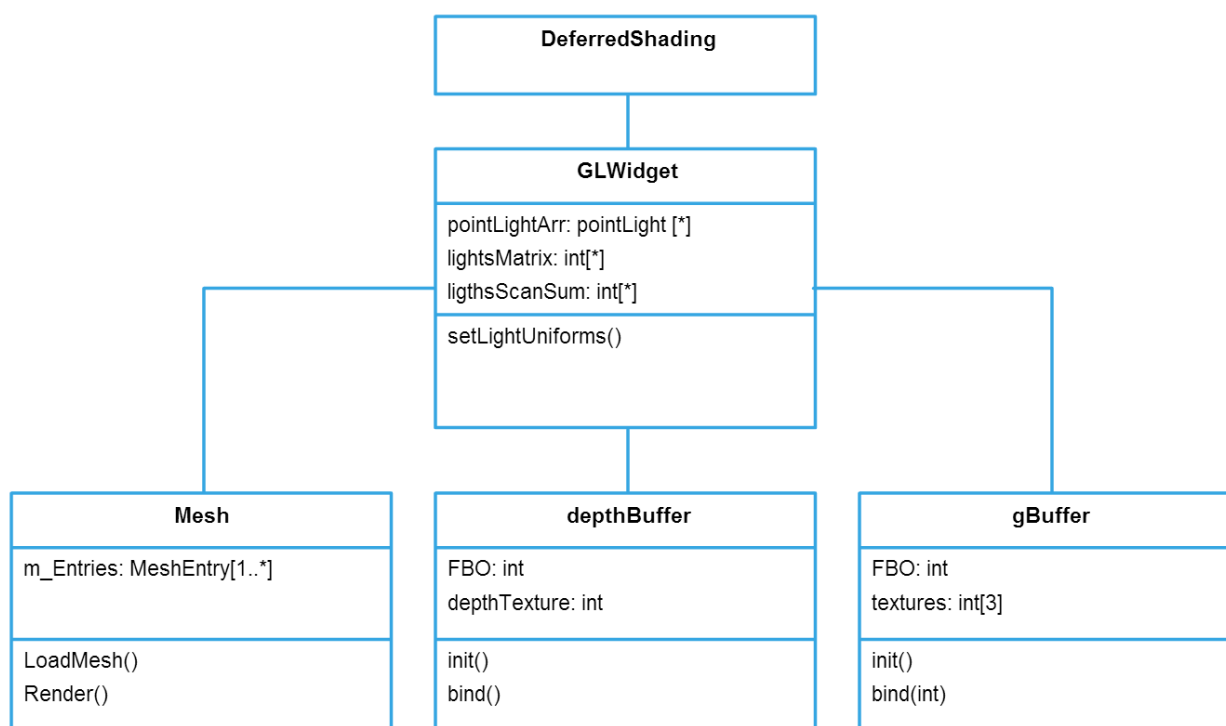 DeferredShading
GLWidget
pointLightArr: pointLight [*]
lightsMatrix: int[*]
ligthsScanSum: int[*]
setLightUniforms()
Mesh
m_Entries: MeshEntry[1..*]
LoadMesh()
Render()
depthBuffer
FBO: int
depthTexture: int
init()
bind()
gBuffer
FBO: int
textures: int[3]
init()
bind(int)